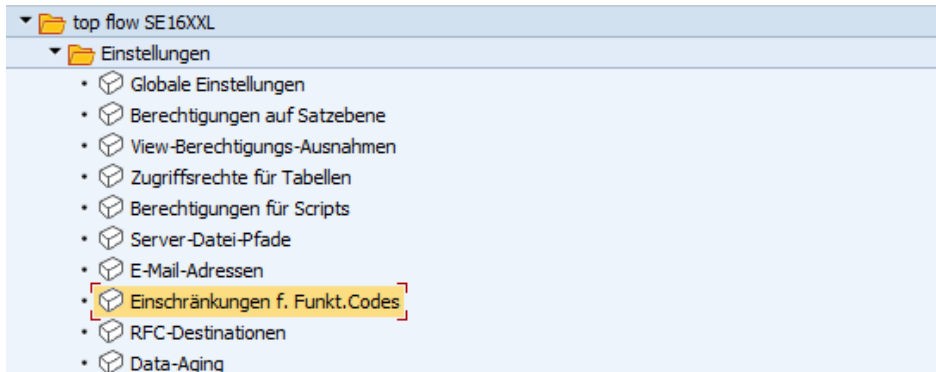 top flow SE16XXL
Einstellungen
Globale Einstellungen
Berechtigungen auf Satzebene
View-Berechtigungs-Ausnahmen
Zugriffsrechte für Tabellen
Berechtigungen für Scripts
Server-Datei-Pfade
E-Mail-Adressen
Einschränkungen f. Funkt.Codes
RFC-Destinationen
Data-Aging